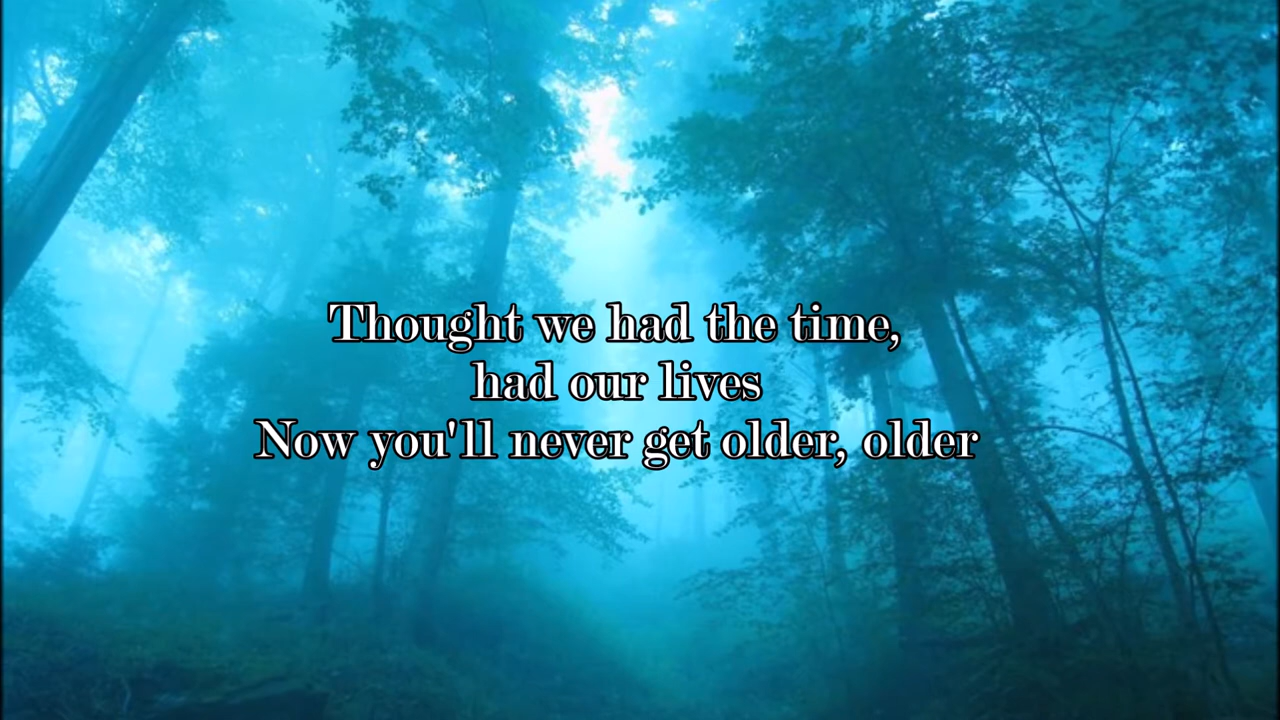 Thought we had the time,
had our lives
Now you'll never get older, older